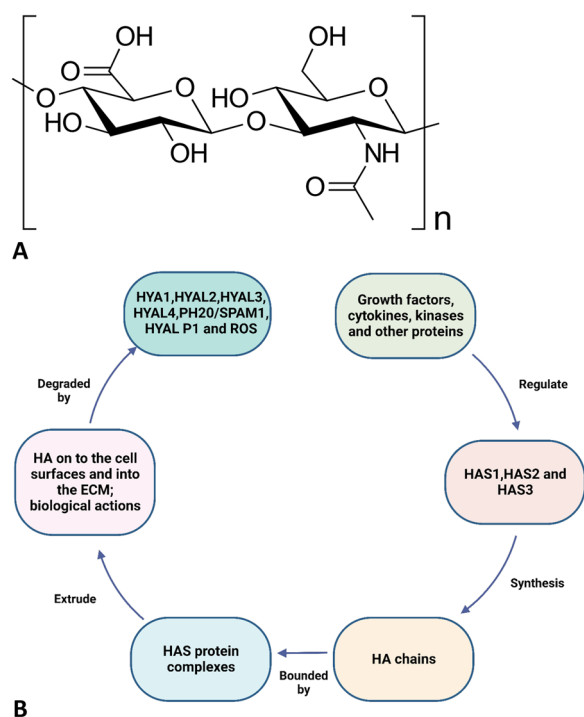 OH
OH
O
O
O
O
HO
HO
O
OH
NH
O
n
A
HYA1,HYAL2,HYAL3,
HYAL4,PH20/SPAM1,
HYAL P1 and ROS
Growth factors,
cytokines, kinases
and other proteins
Degraded
by
Regulate
HA on to the cell
surfaces and into
the ECM;
biological actions
HAS1,HAS2 and
HAS3
Extrude
Synthesis
HAS protein
complexes
Bounded
by
HA chains
B